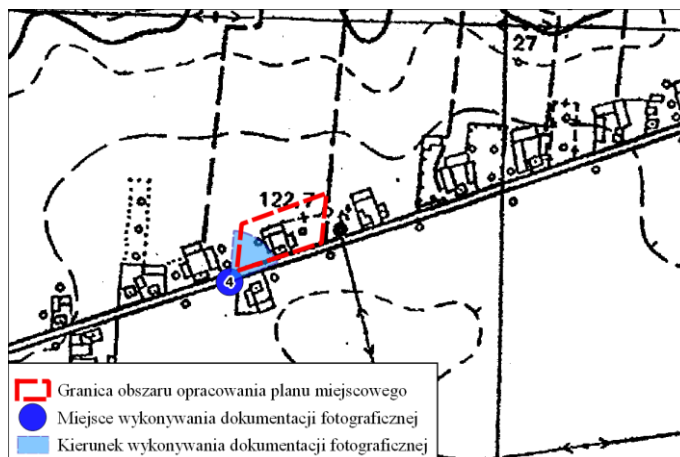 27
122.7
4
Granica obszaru opracowania planu miejscowego
Miejsce wykonywania dokumentacji fotograficznej
Kierunek wykonywania dokumentacji fotograficznej